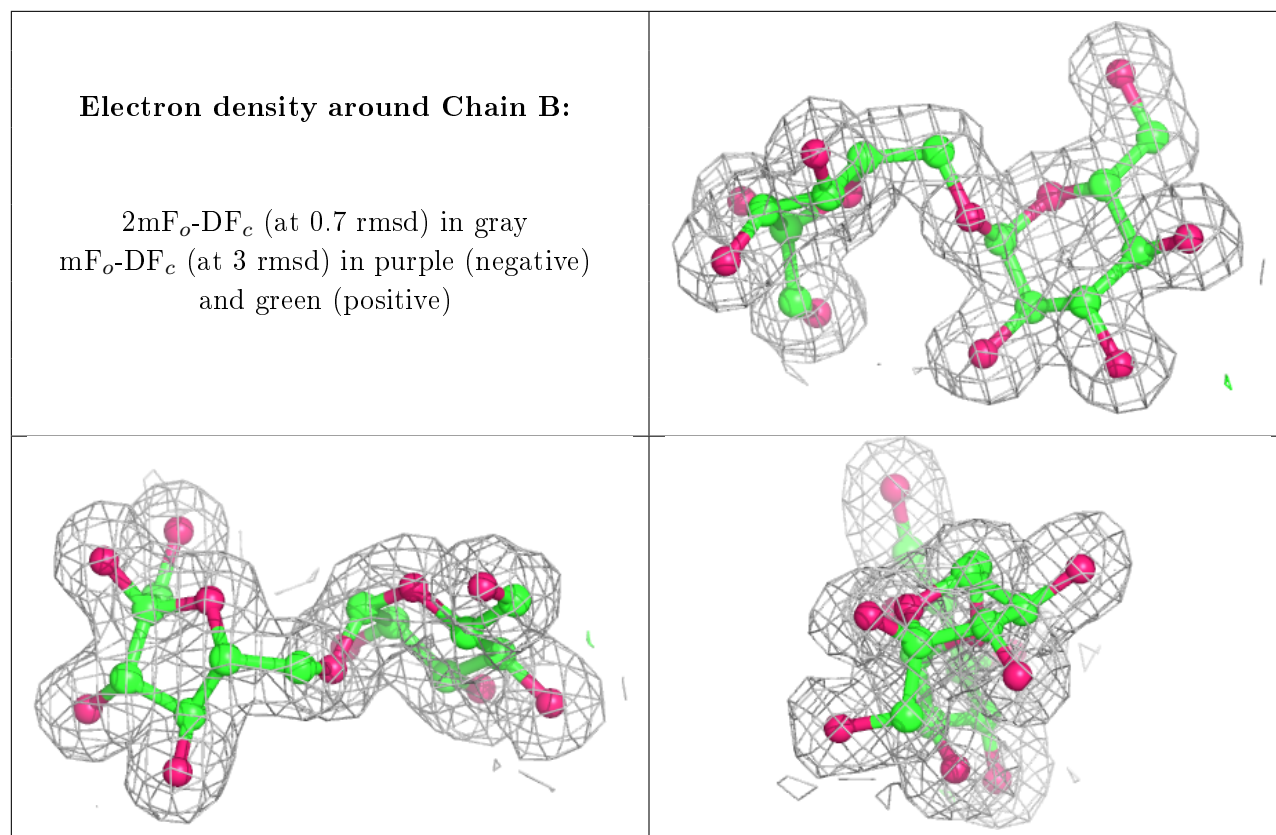 Electron density around Chain B:
2mFo-DFc (at 0.7 rmsd) in gray
mFo-DFc (at 3 rmsd) in purple (negative)
and green (positive)